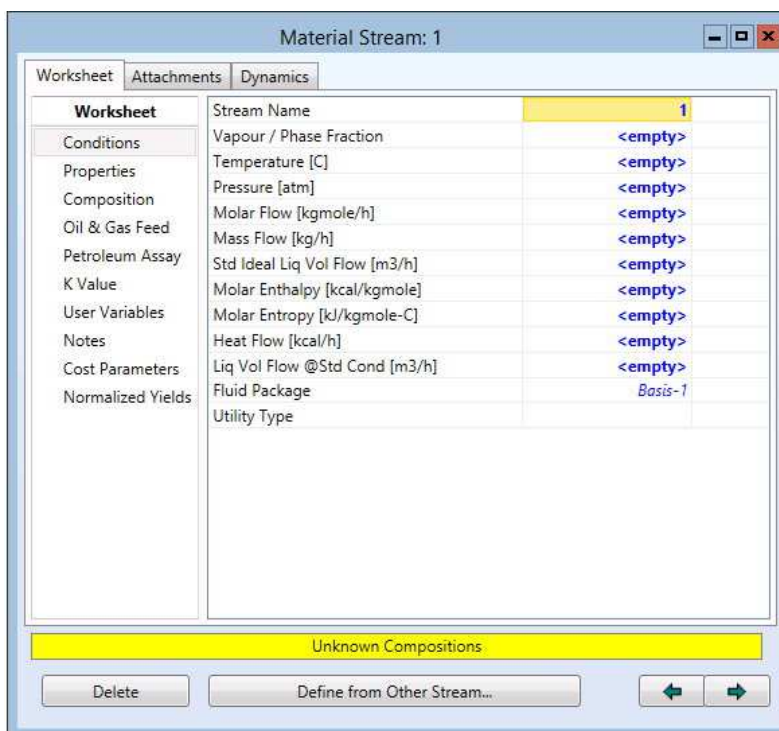 Material Stream: 1
Worksheet Attachments Dynamics
Worksheet
Conditions
Properties
Composition
Oil & Gas Feed
Petroleum Assay
K Value
User Variables
Notes
Cost Parameters
Normalized Yields
Stream Name 1
Vapour / Phase Fraction <empty>
Temperature [C] <empty>
Pressure [atm] <empty>
Molar Flow [kgmole/h] <empty>
Mass Flow [kg/h] <empty>
Std Ideal Liq Vol Flow [m3/h] <empty>
Molar Enthalpy [kcal/kgmole] <empty>
Molar Entropy [kJ/kgmole-C] <empty>
Heat Flow [kcal/h] <empty>
Liq Vol Flow @Std Cond [m3/h] <empty>
Fluid Package Basis-1
Utility Type
Unknown Compositions
Delete Define from Other Stream...